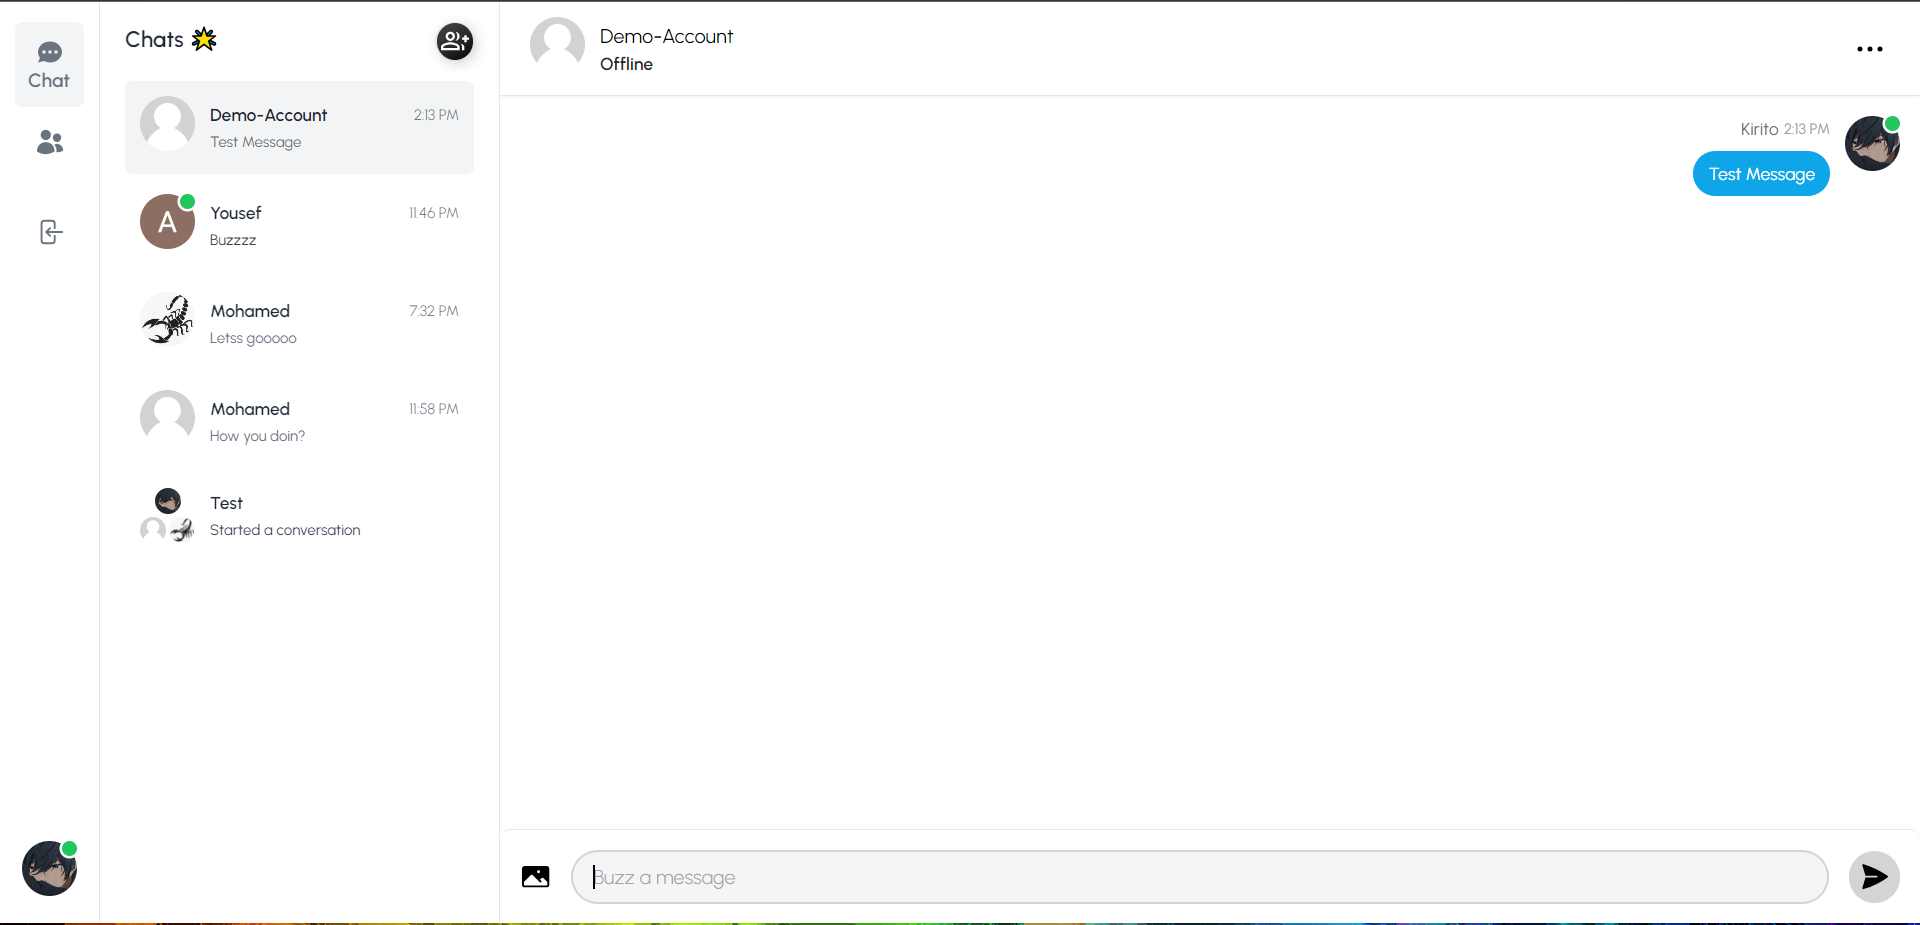 Chat
Chats
Demo-Account
2:13 PM
Test Message
A
Yousef
11:46 PM
Buzzzz
Mohamed
7:32 PM
Letss gooooo
Mohamed
11:58 PM
How you doin?
Test
Started a conversation
Demo-Account
Offline
Kirito 2:13 PM
Test Message
Buzz a message